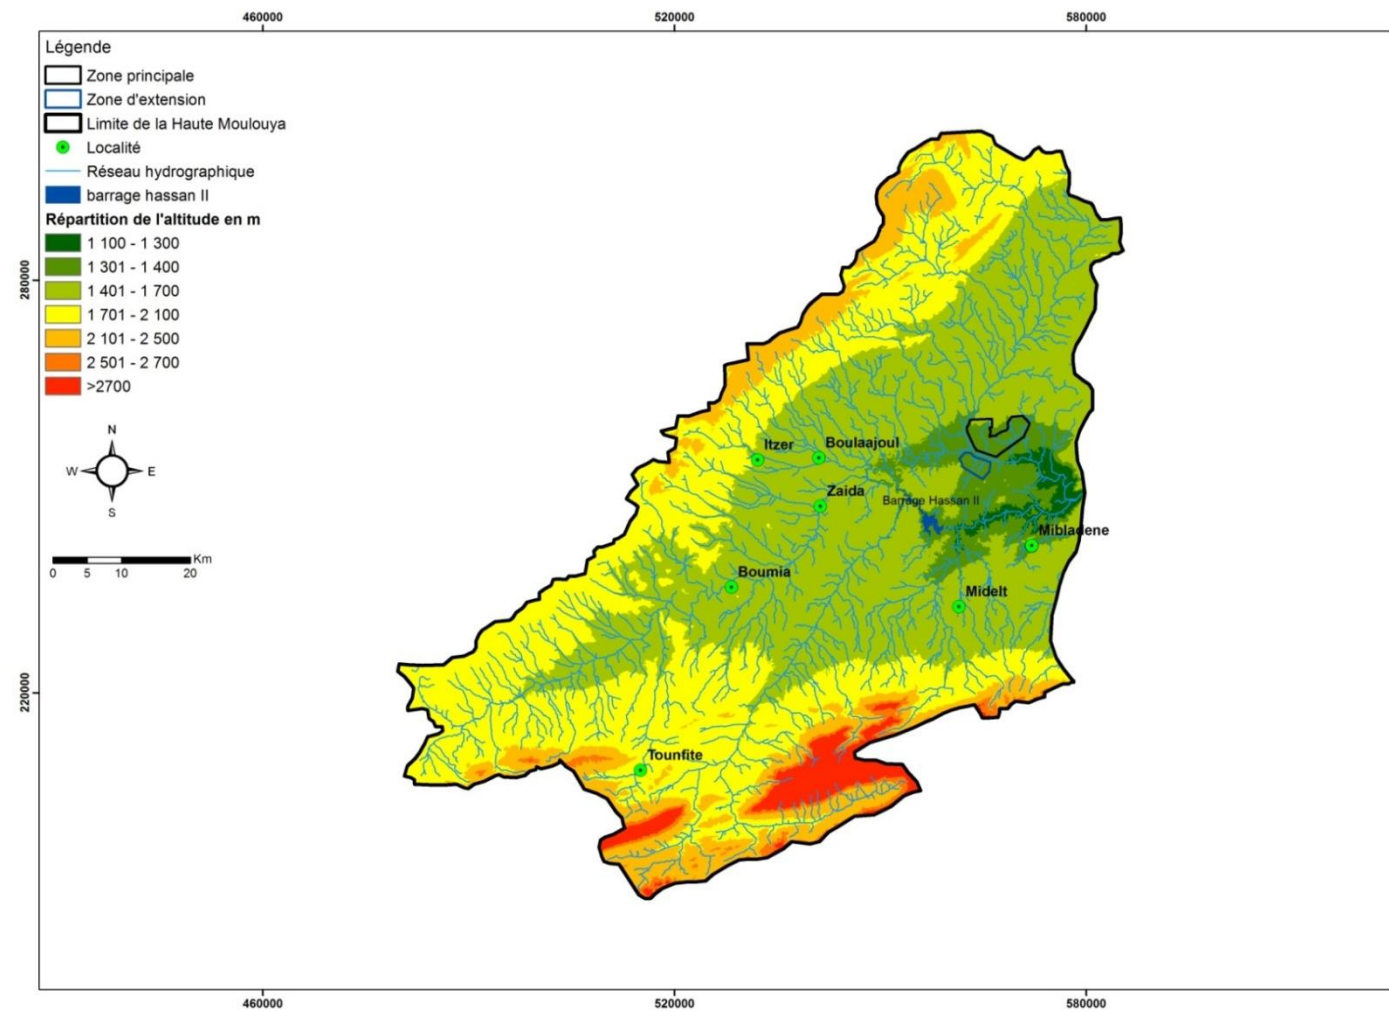 460000
520000
580000
Légende
Zone principale
Zone d'extension
Limite de la Haute Moulouya
Localité
Réseau hydrographique
barrage hassan II
Répartition de l'altitude en m
1 100 - 1 300
1 301 - 1 400
1 401 - 1 700
1 701 - 2 100
2 101 - 2 500
2 501 - 2 700
>2700
280000
280000
N
W
E
S
Km
0
5
10
20
Itzer
Boulaajoul
Zaida
Barrage Hassan II
Mibladene
Boumia
Midelt
Tounfite
220000
460000
520000
580000